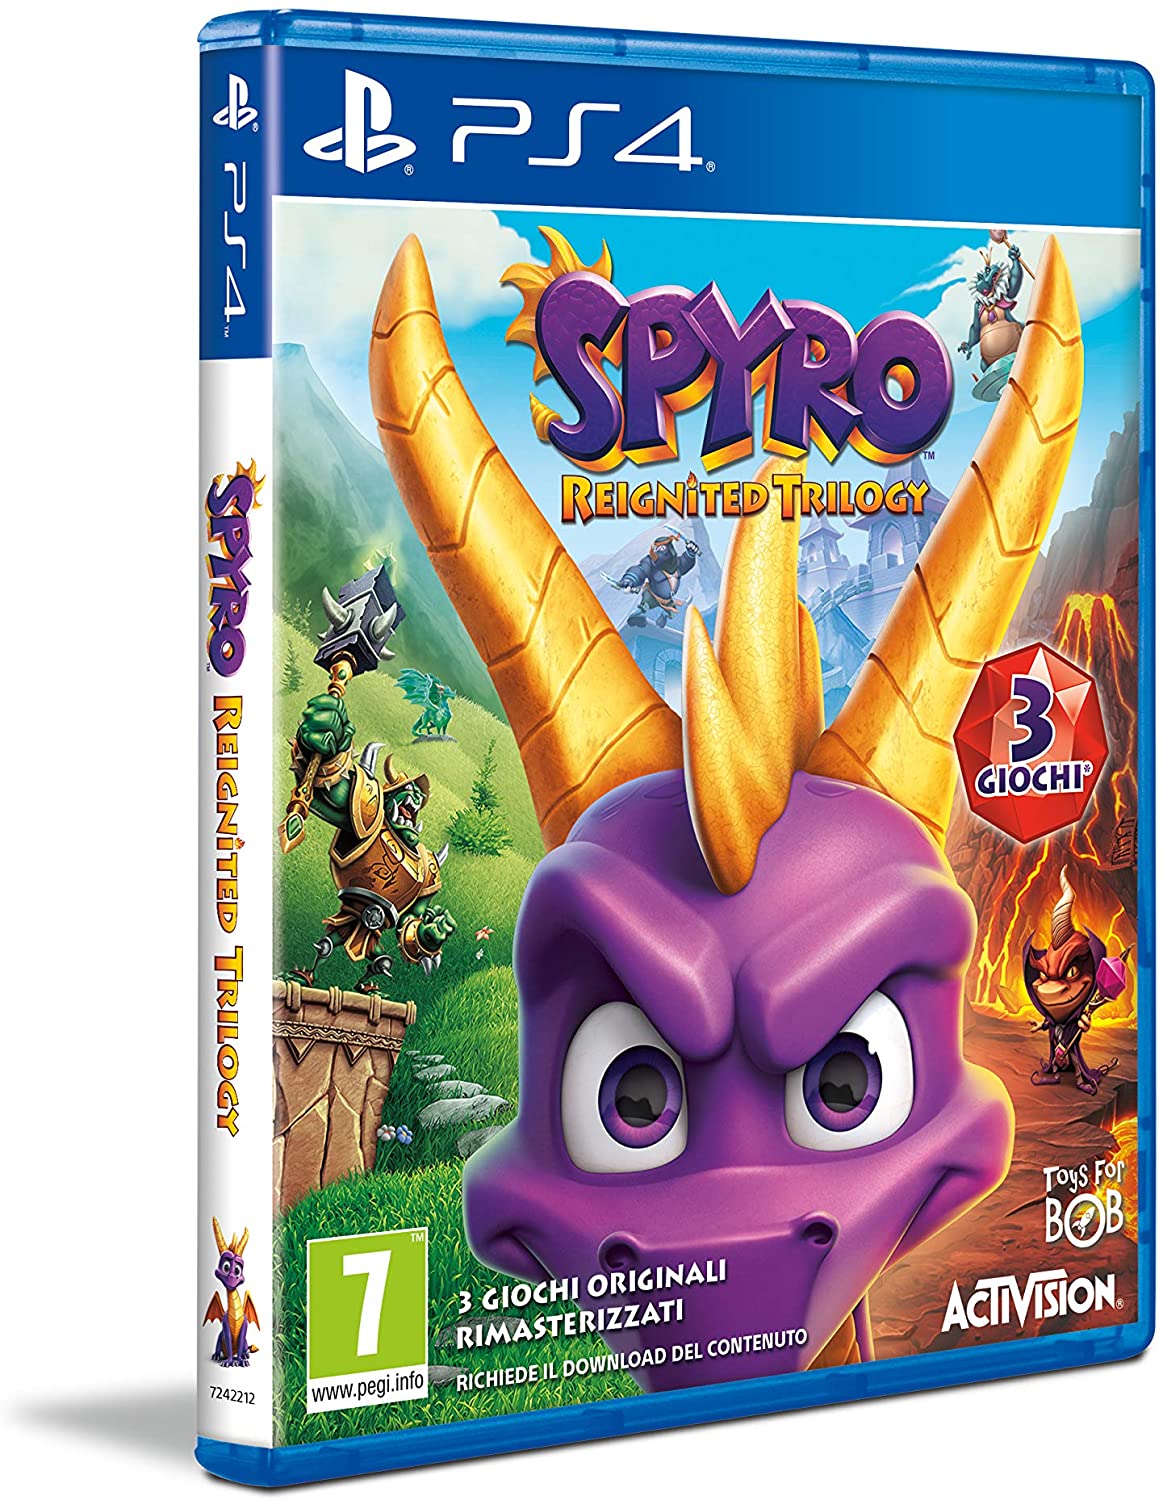 PS4
PS4
SPYRO
REIGNITED TRILOGY
SPYRO REIGNITED TRILOGY
3
GIOCHI*
TOYS FOR
BOB
ACTIVISION
7
www.pegi.info
3 GIOCHI ORIGINALI
RIMASTERIZZATI
RICHIEDE IL DOWNLOAD DEL CONTENUTO
7242212